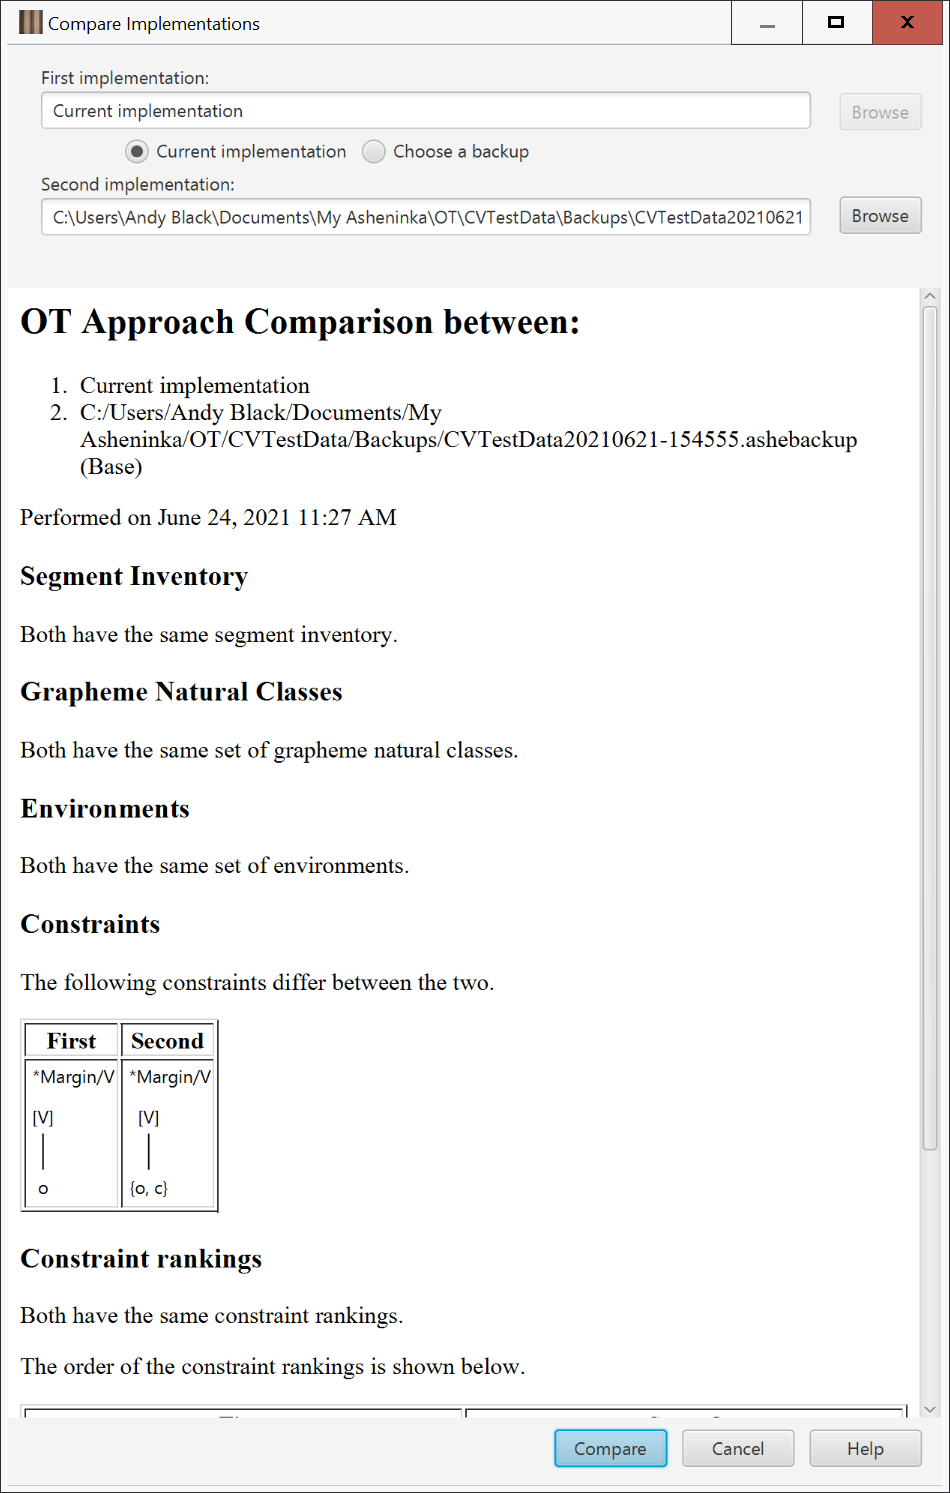 Compare Implementations
First implementation:
Current implementation
Browse
Current implementation
Choose a backup
Second implementation:
C:\Users\Andy Black\Documents\My Asheninka\OT\CVTestData\Backups\CVTestData20210621
Browse
OT Approach Comparison between:
1. Current implementation
2. C:/Users/Andy Black/Documents/My
Asheninka/OT/CVTestData/Backups/CVTestData20210621-154555.ashebackup
(Base)
Performed on June 24, 2021 11:27 AM
Segment Inventory
Both have the same segment inventory.
Grapheme Natural Classes
Both have the same set of grapheme natural classes.
Environments
Both have the same set of environments.
Constraints
The following constraints differ between the two.
First Second
*Margin/V *Margin/V
[V] [V]
o {o, c}
Constraint rankings
Both have the same constraint rankings.
The order of the constraint rankings is shown below.
Compare Cancel Help